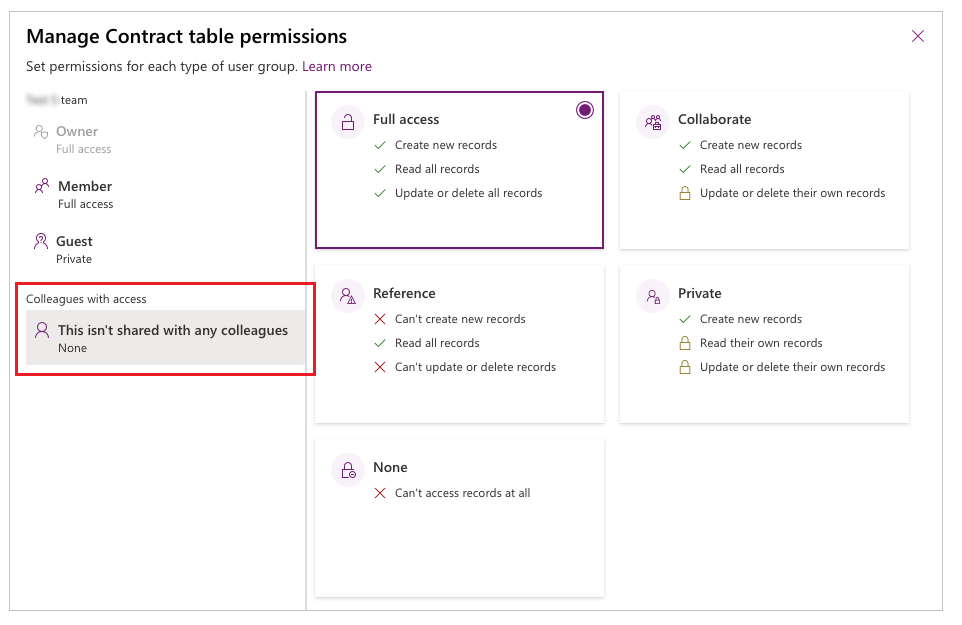 Manage Contract table permissions
Set permissions for each type of user group. Learn more
team
Owner
Full access
Member
Full access
Guest
Private
Colleagues with access
This isn't shared with any colleagues
None
Full access
Create new records
Read all records
Update or delete all records
Collaborate
Create new records
Read all records
Update or delete their own records
Reference
Can't create new records
Read all records
Can't update or delete records
Private
Create new records
Read their own records
Update or delete their own records
None
Can't access records at all